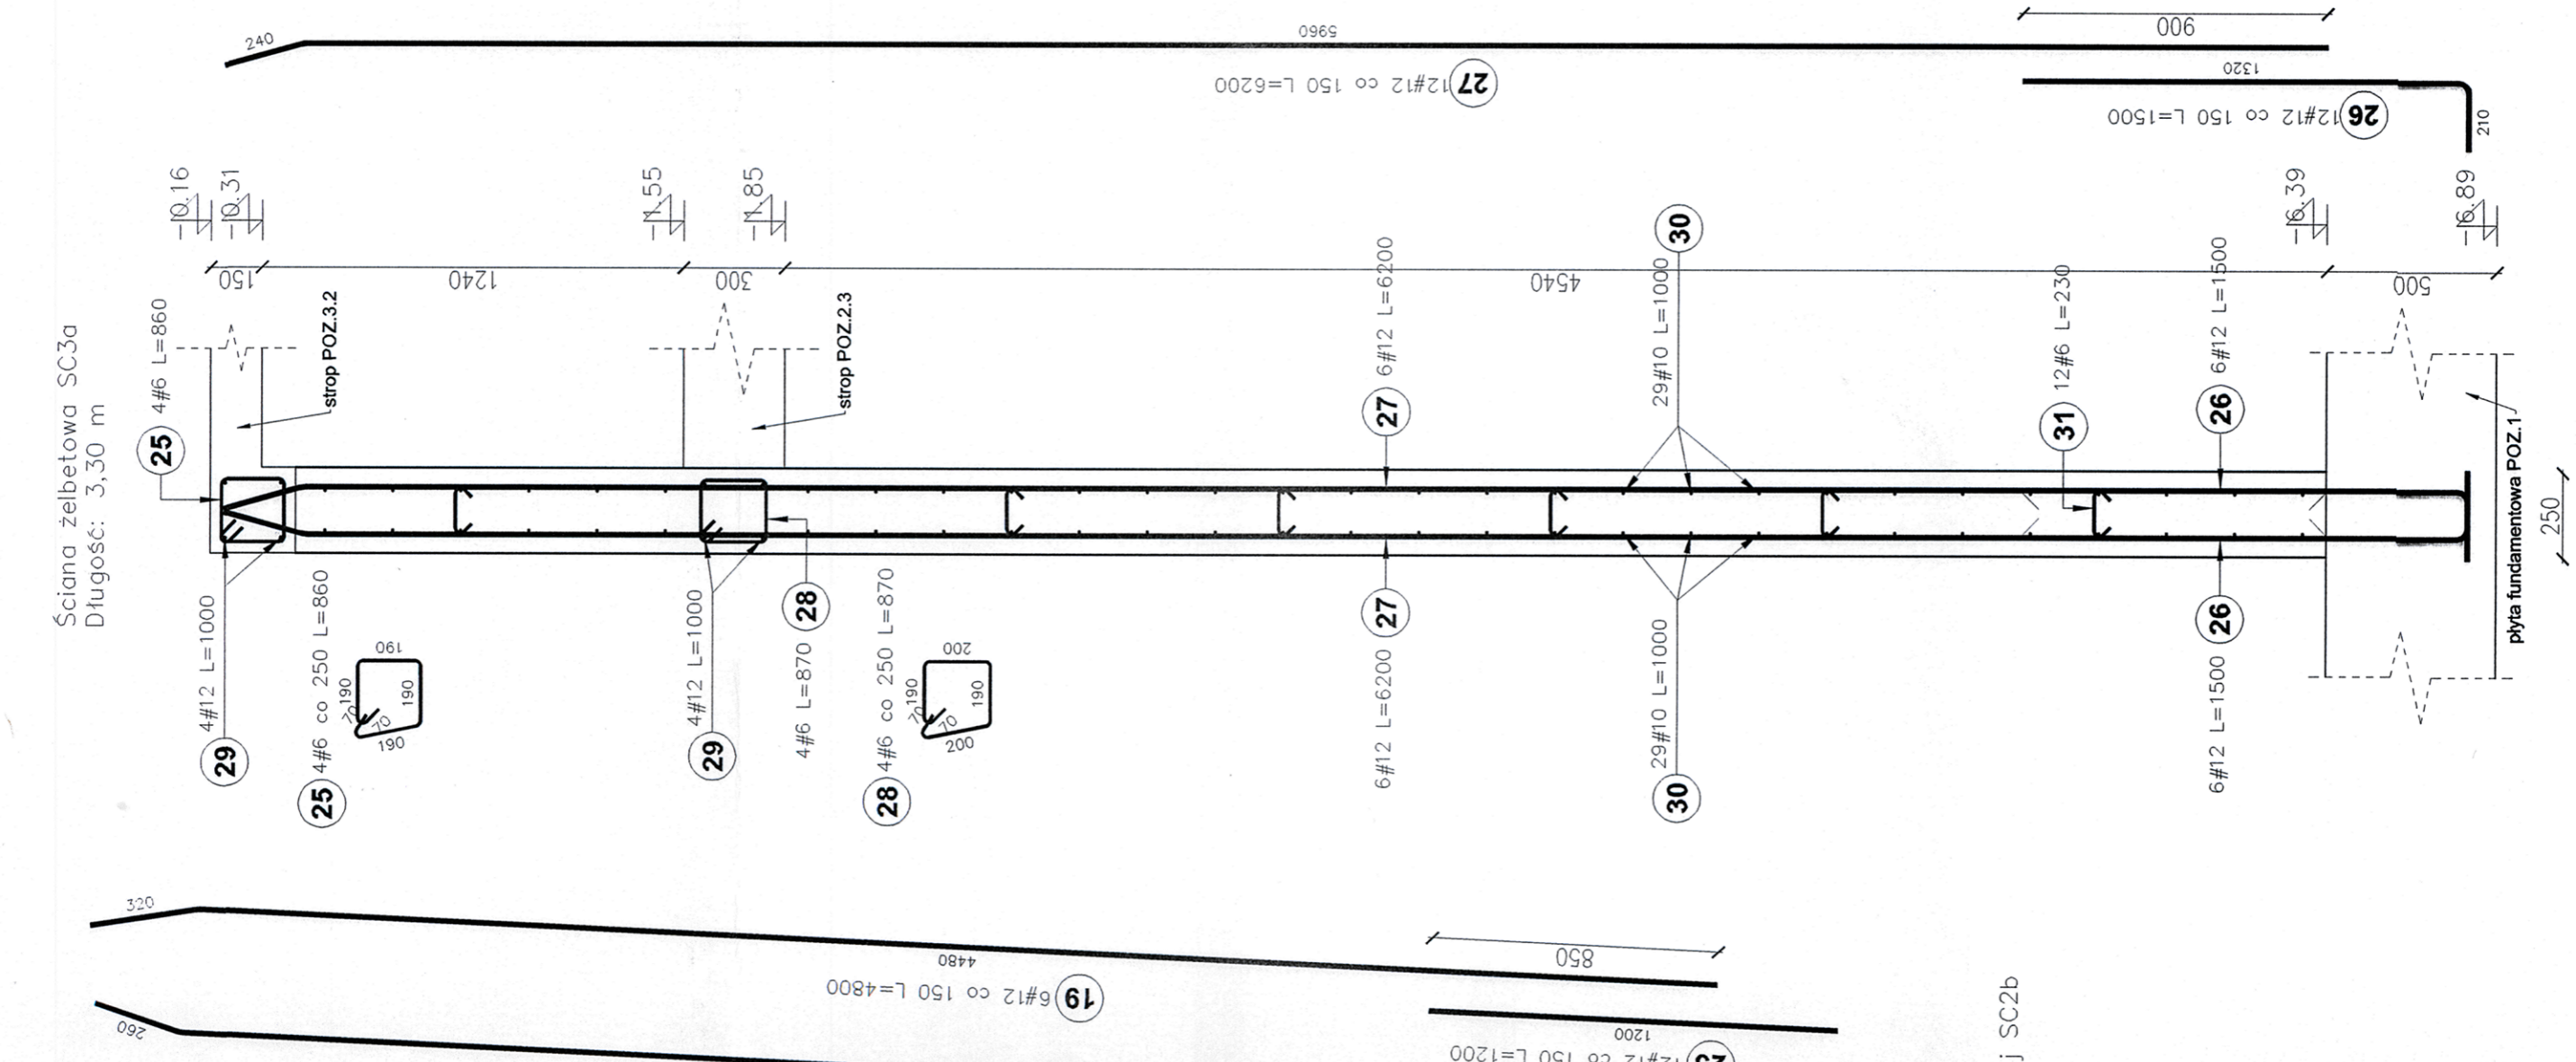 Ściana żelbetowa SC3a
Długość: 3,30 m
240
5960
27 12#12 co 150 L=6200
900
1320
26 12#12 co 150 L=1500
210
-0.16
-0.31
-1.55
-1.85
-6.39
-6.89
150
1240
300
4540
500
25 4#6 L=860
strop POZ.3.2
strop POZ.2.3
27 6#12 L=6200
30
29#10 L=1000
31 12#6 L=230
26 6#12 L=1500
płyta fundamentowa POZ.1
250
29 4#12 L=1000
25 4#6 co 250 L=860
190
190
190
70
70
190
29 4#12 L=1000
28
4#6 L=870
28 4#6 co 250 L=870
200
190
190
70
70
200
27
6#12 L=6200
29#10 L=1000
30
26
6#12 L=1500
320
4480
19 6#12 co 150 L=4800
850
260
1200
12#12 co 150 L=1200
j SC2b